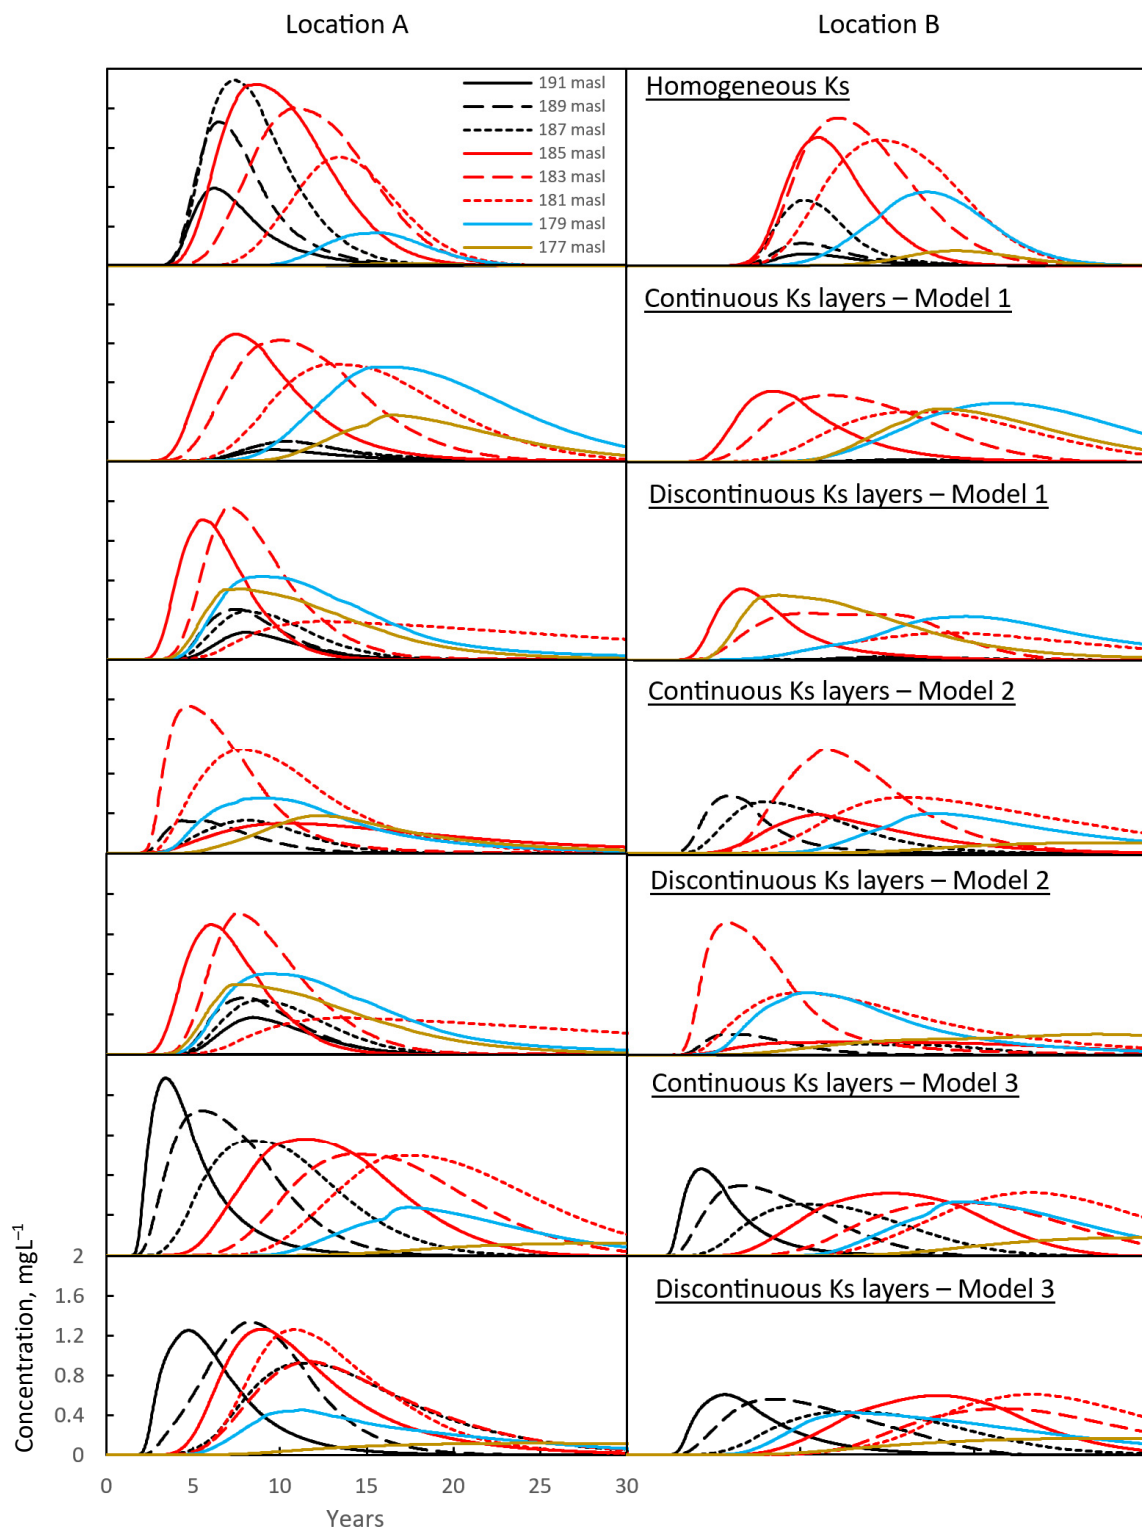 Location A
Location B
191 masl
189 masl
187 masl
185 masl
183 masl
181 masl
179 masl
177 masl
Homogeneous Ks
Continuous Ks layers – Model 1
Discontinuous Ks layers – Model 1
Continuous Ks layers – Model 2
Discontinuous Ks layers – Model 2
Continuous Ks layers – Model 3
Discontinuous Ks layers – Model 3
Concentration, mgL⁻¹
2
1.6
1.2
0.8
0.4
0
0 5 10 15 20 25 30
Years